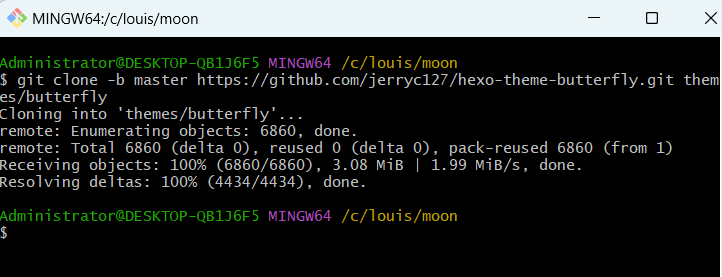 MINGW64:/c/louis/moon
Administrator@DESKTOP-QB1J6F5 MINGW64 /c/louis/moon
$ git clone -b master https://github.com/jerryc127/hexo-theme-butterfly.git them
es/butterfly
Cloning into 'themes/butterfly'...
remote: Enumerating objects: 6860, done.
remote: Total 6860 (delta 0), reused 0 (delta 0), pack-reused 6860 (from 1)
Receiving objects: 100% (6860/6860), 3.08 MiB | 1.99 MiB/s, done.
Resolving deltas: 100% (4434/4434), done.
Administrator@DESKTOP-QB1J6F5 MINGW64 /c/louis/moon
$